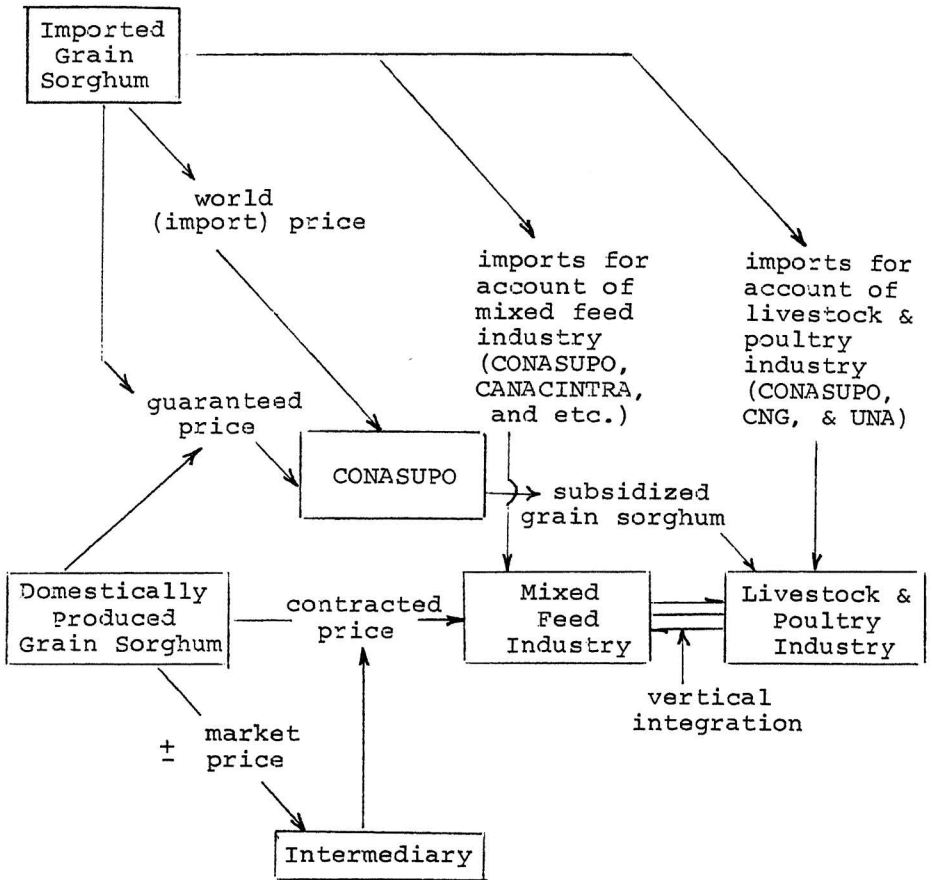 Imported
Grain
Sorghum
world
(import) price
imports for
account of
mixed feed
industry
(CONASUPO,
CANACINTRA,
and etc.)
imports for
account of
livestock &
poultry
industry
(CONASUPO,
CNG, & UNA)
guaranteed
price
CONASUPO
subsidized
grain sorghum
Domestically
Produced
Grain Sorghum
contracted
price
Mixed
Feed
Industry
Livestock &
Poultry
Industry
vertical
integration
± market
price
Intermediary